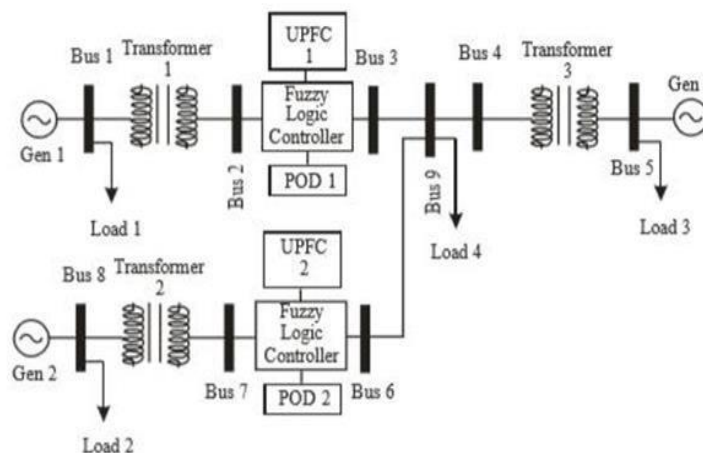 UPFC
1
Bus 1
Transformer
1
Bus 3
Bus 4
Transformer
3
Fuzzy
Logic
Controller
Gen 1
Gen
Bus 2
POD 1
Bus 9
Bus 5
Load 1
Load 4
Load 3
UPFC
2
Bus 8
Transformer
2
Fuzzy
Logic
Controller
Gen 2
Bus 7
POD 2
Bus 6
Load 2